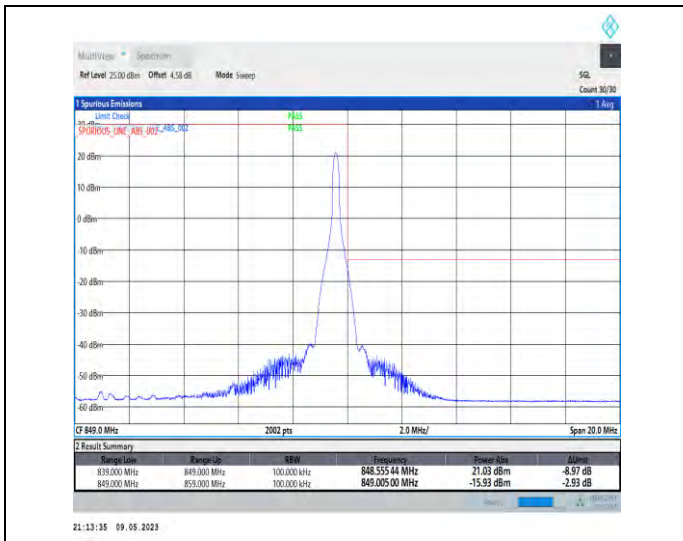 MultiView Spectrum
Ref Level 25.00 dBm Offset 4.58 dB Mode Sweep SGL
Count 30/30
1 Spurious Emissions 1 Avg
Limit Check PASS
SPURIOUS_LINE_ABS_002 PASS
20 dBm
10 dBm
0 dBm
-10 dBm
-20 dBm
-30 dBm
-40 dBm
-50 dBm
-60 dBm
CF 849.0 MHz 2002 pts 2.0 MHz/ Span 20.0 MHz
2 Result Summary
Range Low Range Up RBW Frequency Power Abs ΔLimit
839.000 MHz 849.000 MHz 100.000 kHz 848.555 44 MHz 21.03 dBm -8.97 dB
849.000 MHz 859.000 MHz 100.000 kHz 849.005 00 MHz -15.93 dBm -2.93 dB
21:13:35 09.05.2023